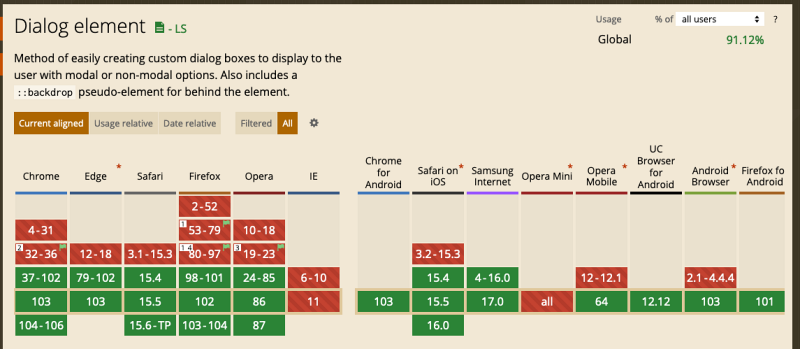 Dialog element - LS
Usage % of all users ?
Global 91.12%
Method of easily creating custom dialog boxes to display to the
user with modal or non-modal options. Also includes a
::backdrop pseudo-element for behind the element.
Current aligned Usage relative Date relative Filtered All
Chrome Edge * Safari Firefox Opera IE
Chrome for Android
Safari on iOS *
Samsung Internet
Opera Mini *
Opera Mobile *
UC Browser for Android
Android Browser *
Firefox fo Android
2-52
4-31 1 53-79 10-18
2 32-36 12-18 3.1-15.3 1 4 80-97 3 19-23 3.2-15.3
37-102 79-102 15.4 98-101 24-85 6-10 15.4 4-16.0 12-12.1 2.1-4.4.4
103 103 15.5 102 86 11 103 15.5 17.0 all 64 12.12 103 101
104-106 15.6-TP 103-104 87 16.0